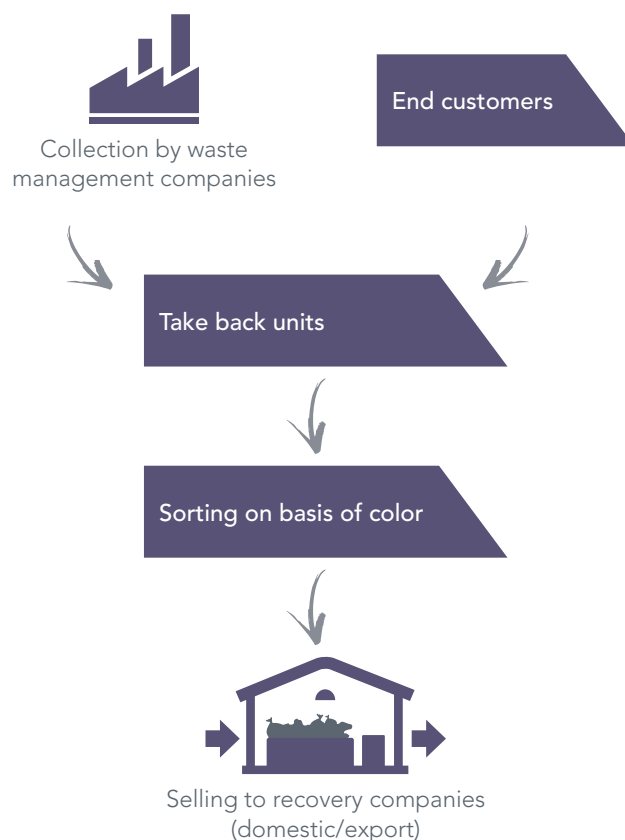 Collection by waste
management companies
End customers
Take back units
Sorting on basis of color
Selling to recovery companies
(domestic/export)